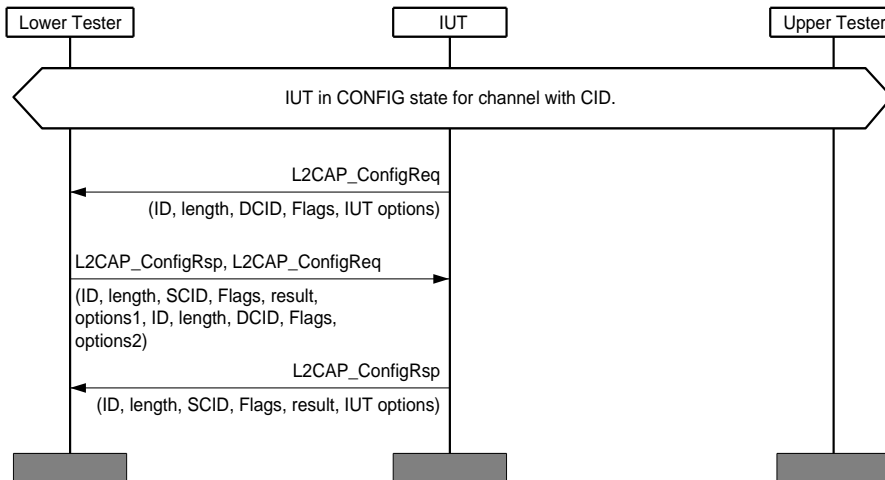 Lower Tester
IUT
Upper Tester
IUT in CONFIG state for channel with CID.
L2CAP_ConfigReq
(ID, length, DCID, Flags, IUT options)
L2CAP_ConfigRsp, L2CAP_ConfigReq
(ID, length, SCID, Flags, result,
options1, ID, length, DCID, Flags,
options2)
L2CAP_ConfigRsp
(ID, length, SCID, Flags, result, IUT options)